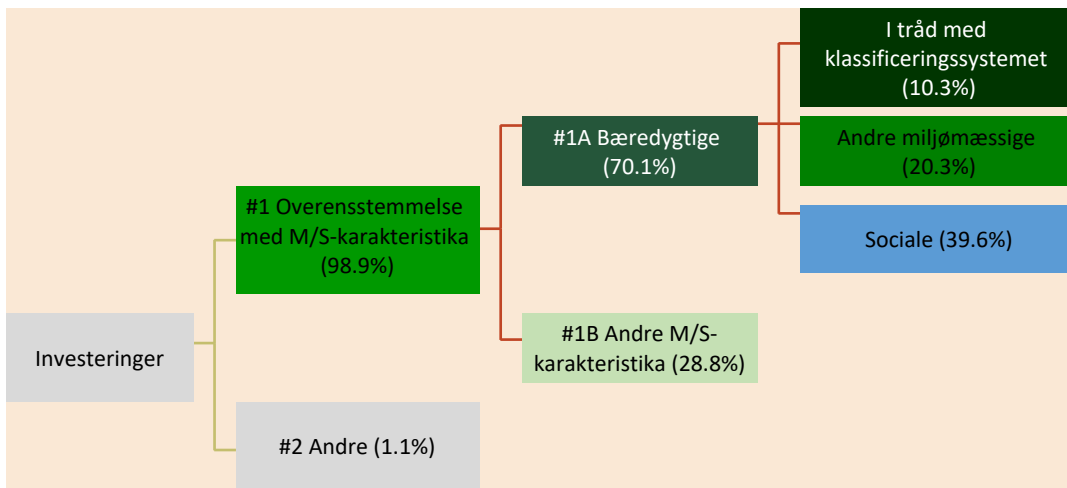 I tråd med
klassificeringssystemet
(10.3%)
#1A Bæredygtige
(70.1%)
Andre miljømæssige
(20.3%)
#1 Overensstemmelse
med M/S-karakteristika
(98.9%)
Sociale (39.6%)
#1B Andre M/S-
karakteristika (28.8%)
Investeringer
#2 Andre (1.1%)